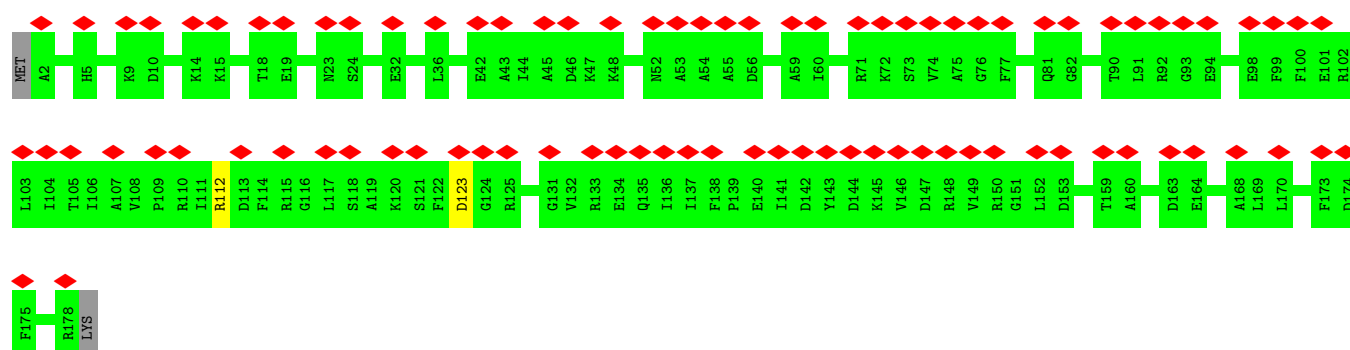 MET A2 H5 K9 D10 K14 K15 T18 E19 N23 S24 E32 L36 E42 A43 I44 A45 D46 K47 K48 N52 A53 A54 A55 D56 A59 I60 R71 K72 S73 V74 A75 G76 F77 Q81 G82 T90 L91 R92 G93 E94 E98 F99 F100 E101 R102
L103 I104 T105 I106 A107 V108 P109 R110 I111 R112 D113 F114 R115 G116 L117 S118 A119 K120 S121 F122 D123 G124 R125 G131 V132 R133 E134 Q135 I136 I137 F138 P139 E140 I141 D142 Y143 D144 K145 V146 D147 R148 V149 R150 G151 L152 D153 T159 A160 D163 E164 A168 L169 L170 F173 D174
F175 R178 LYS